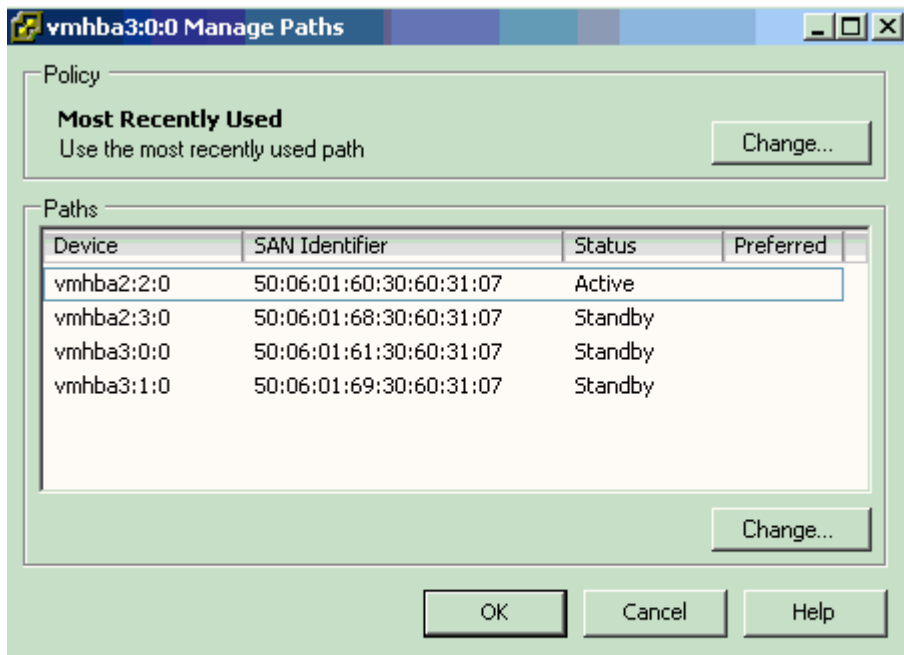 vmhba3:0:0 Manage Paths
Policy
Most Recently Used
Use the most recently used path
Change...
Paths
Device SAN Identifier Status Preferred
vmhba2:2:0 50:06:01:60:30:60:31:07 Active
vmhba2:3:0 50:06:01:68:30:60:31:07 Standby
vmhba3:0:0 50:06:01:61:30:60:31:07 Standby
vmhba3:1:0 50:06:01:69:30:60:31:07 Standby
Change...
OK Cancel Help